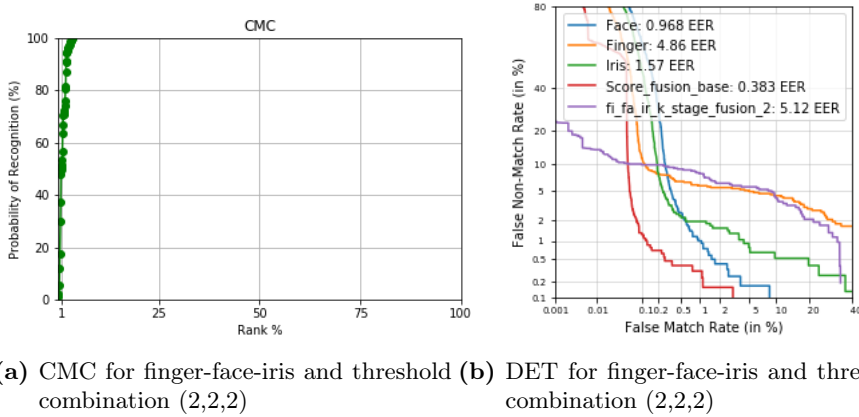 CMC
100
80
60
40
20
0
Probability of Recognition (%)
1 25 50 75 100
Rank %
80
40
20
10
5
2
1
0.5
0.2
0.1
False Non-Match Rate (in %)
Face: 0.968 EER
Finger: 4.86 EER
Iris: 1.57 EER
Score_fusion_base: 0.383 EER
fi_fa_ir_k_stage_fusion_2: 5.12 EER
0.001 0.01 0.1 0.2 0.5 1 2 5 10 20 40
False Match Rate (in %)
(a) CMC for finger-face-iris and threshold combination (2,2,2)
(b) DET for finger-face-iris and thre
combination (2,2,2)